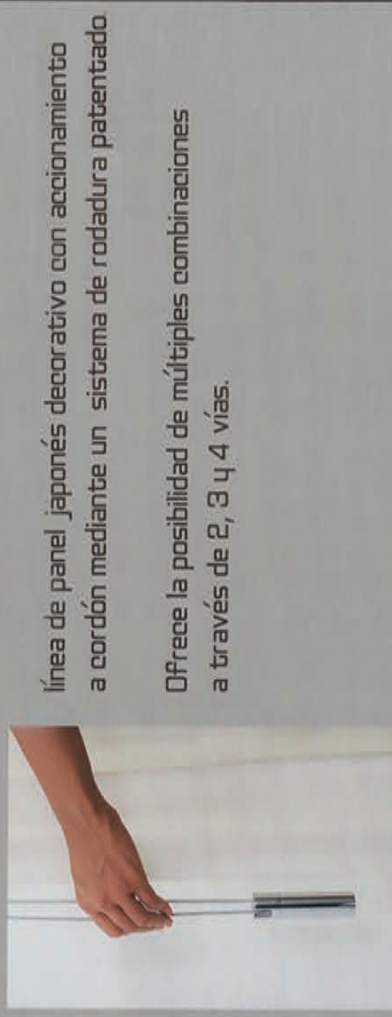 línea de panel japonés decorativo con accionamiento
a cordón mediante un sistema de rodadura patentado.
Ofrece la posibilidad de múltiples combinaciones
a través de 2, 3 y 4 vías.